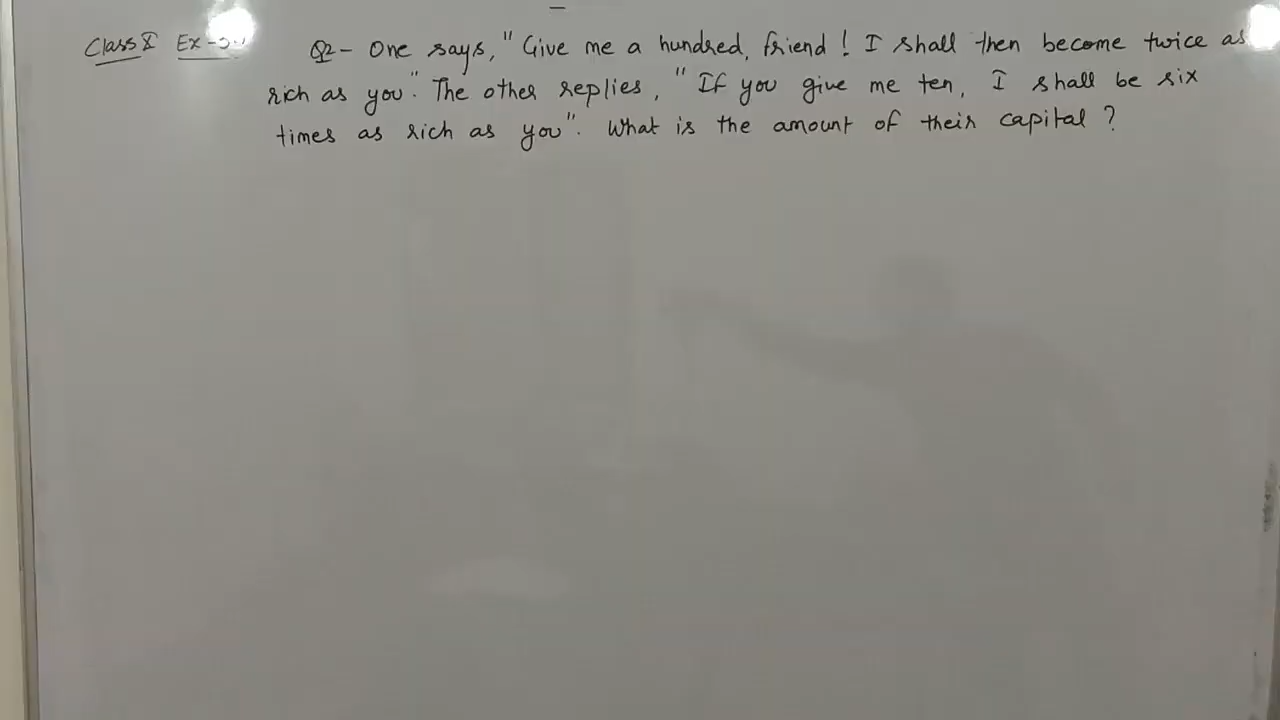 Class X Ex - Q2 - One says, "Give me a hundred, friend! I shall then become twice as
rich as you". The other replies, "If you give me ten, I shall be six
times as rich as you". What is the amount of their capital?